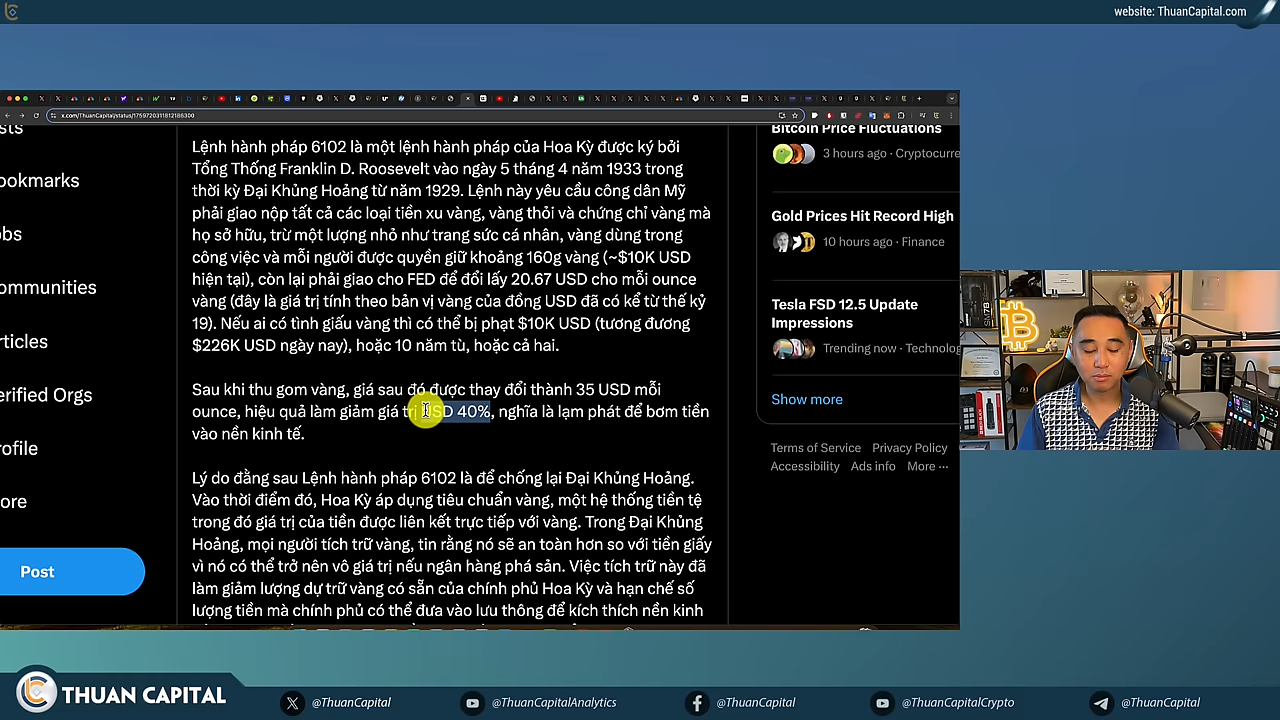 website: ThuanCapital.com
x.com/ThuanCapital/status/1759720311812186300
Lệnh hành pháp 6102 là một lệnh hành pháp của Hoa Kỳ được ký bởi
Tổng Thống Franklin D. Roosevelt vào ngày 5 tháng 4 năm 1933 trong
thời kỳ Đại Khủng Hoảng từ năm 1929. Lệnh này yêu cầu công dân Mỹ
phải giao nộp tất cả các loại tiền xu vàng, vàng thỏi và chứng chỉ vàng mà
họ sở hữu, trừ một lượng nhỏ như trang sức cá nhân, vàng dùng trong
công việc và mỗi người được quyền giữ khoảng 160g vàng (~$10K USD
hiện tại), còn lại phải giao cho FED để đổi lấy 20.67 USD cho mỗi ounce
vàng (đây là giá trị tính theo bản vị vàng của đồng USD đã có kể từ thế kỷ
19). Nếu ai cố tình giấu vàng thì có thể bị phạt $10K USD (tương đương
$226K USD ngày nay), hoặc 10 năm tù, hoặc cả hai.
Sau khi thu gom vàng, giá sau đó được thay đổi thành 35 USD mỗi
ounce, hiệu quả làm giảm giá trị USD 40%, nghĩa là lạm phát để bơm tiền
vào nền kinh tế.
Lý do đằng sau Lệnh hành pháp 6102 là để chống lại Đại Khủng Hoảng.
Vào thời điểm đó, Hoa Kỳ áp dụng tiêu chuẩn vàng, một hệ thống tiền tệ
trong đó giá trị của tiền được liên kết trực tiếp với vàng. Trong Đại Khủng
Hoảng, mọi người tích trữ vàng, tin rằng nó sẽ an toàn hơn so với tiền giấy
vì nó có thể trở nên vô giá trị nếu ngân hàng phá sản. Việc tích trữ này đã
làm giảm lượng dự trữ vàng có sẵn của chính phủ Hoa Kỳ và hạn chế số
lượng tiền mà chính phủ có thể đưa vào lưu thông để kích thích nền kinh
sts
ookmarks
obs
ommunities
rticles
erified Orgs
rofile
ore
Post
Bitcoin Price Fluctuations
3 hours ago · Cryptocurre
Gold Prices Hit Record High
10 hours ago · Finance
Tesla FSD 12.5 Update
Impressions
Trending now · Technolog
Show more
Terms of Service Privacy Policy
Accessibility Ads info More ···
THUAN CAPITAL
@ThuanCapital
@ThuanCapitalAnalytics
@ThuanCapital
@ThuanCapitalCrypto
@ThuanCapital